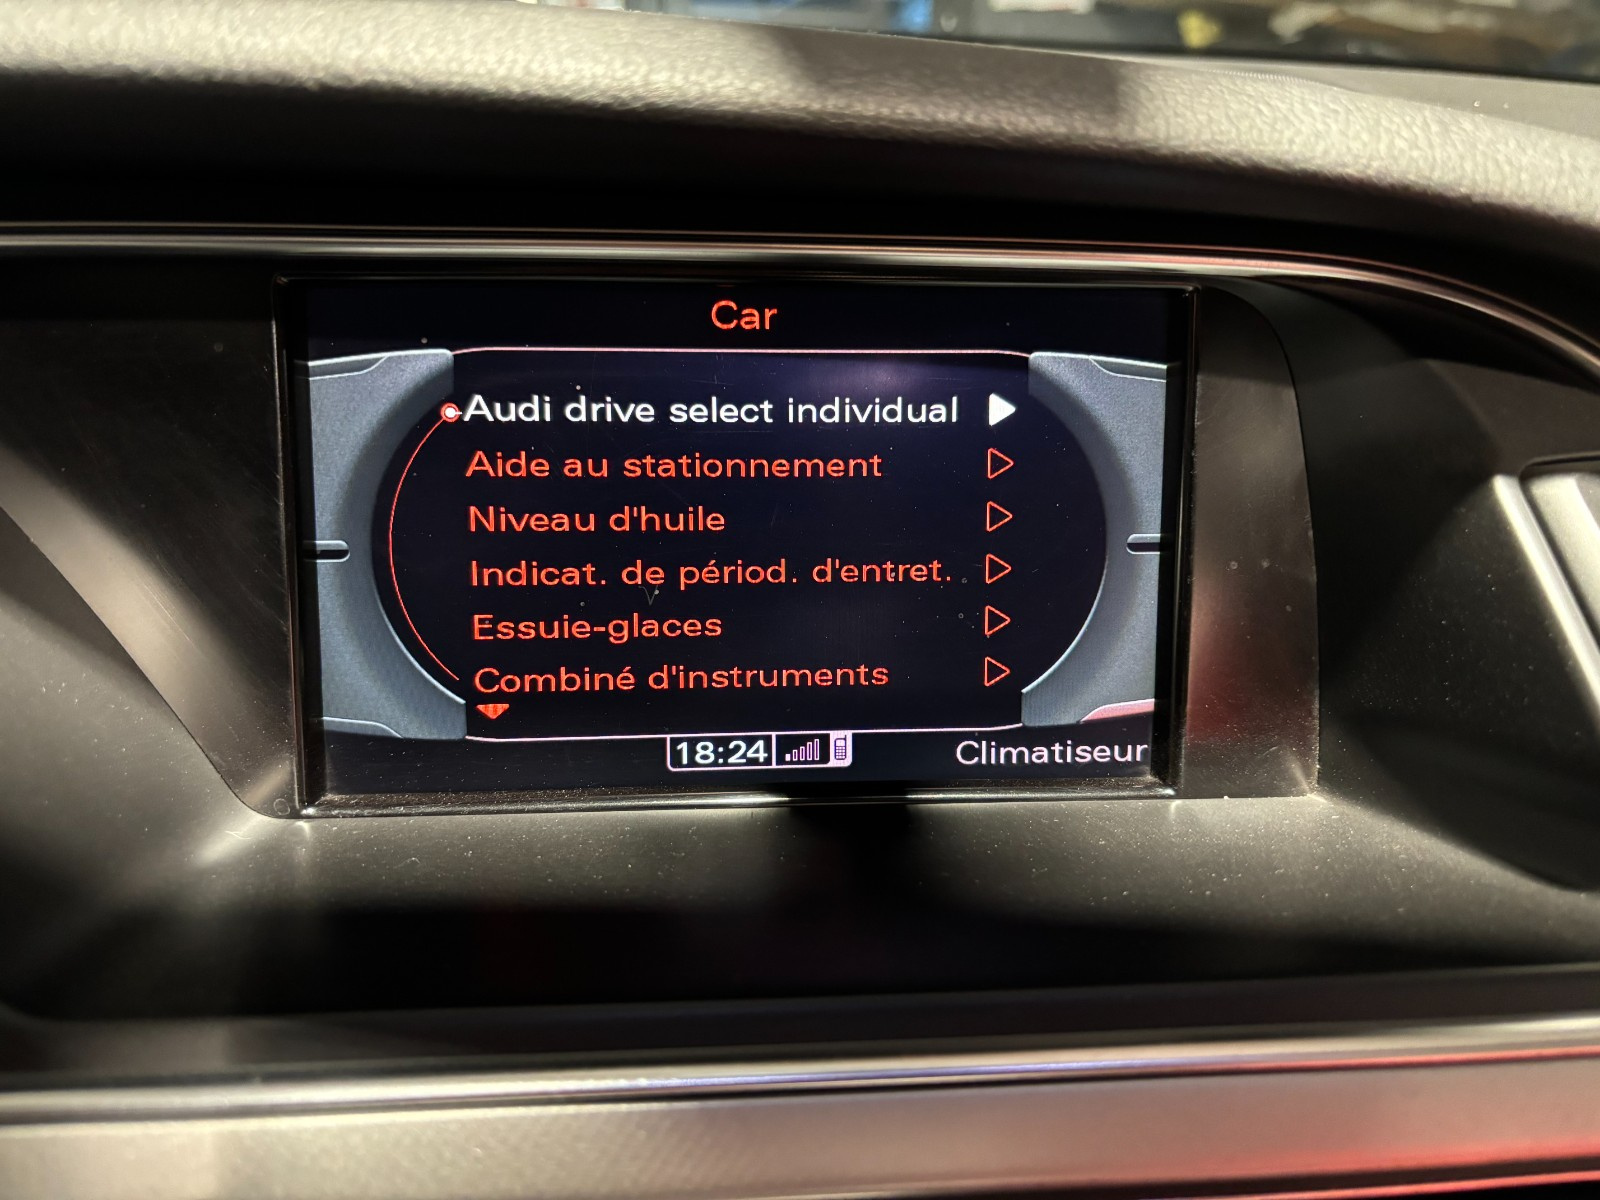 Car
Audi drive select individual
Aide au stationnement
Niveau d'huile
Indicat. de périod. d'entret.
Essuie-glaces
Combiné d'instruments
18:24
Climatiseur